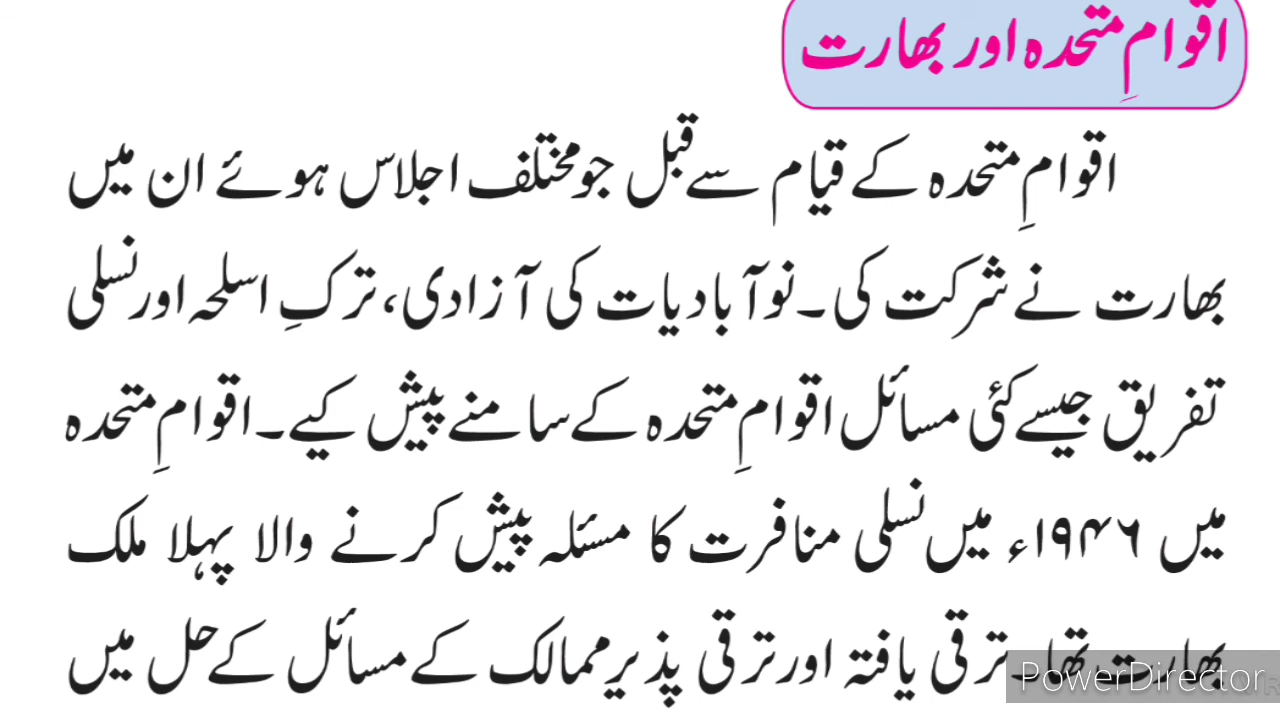 اقوامِ متحدہ اور بھارت
اقوامِ متحدہ کے قیام سے قبل جو مختلف اجلاس ہوئے ان میں
بھارت نے شرکت کی۔ نوآبادیات کی آزادی، ترکِ اسلحہ اور نسلی
تفریق جیسے کئی مسائل اقوامِ متحدہ کے سامنے پیش کیے۔ اقوامِ متحدہ
میں ۱۹۴۶ء میں نسلی منافرت کا مسئلہ پیش کرنے والا پہلا ملک
بھارت تھا۔ ترقی یافتہ اور ترقی پذیر ممالک کے مسائل کے حل میں
PowerDirector